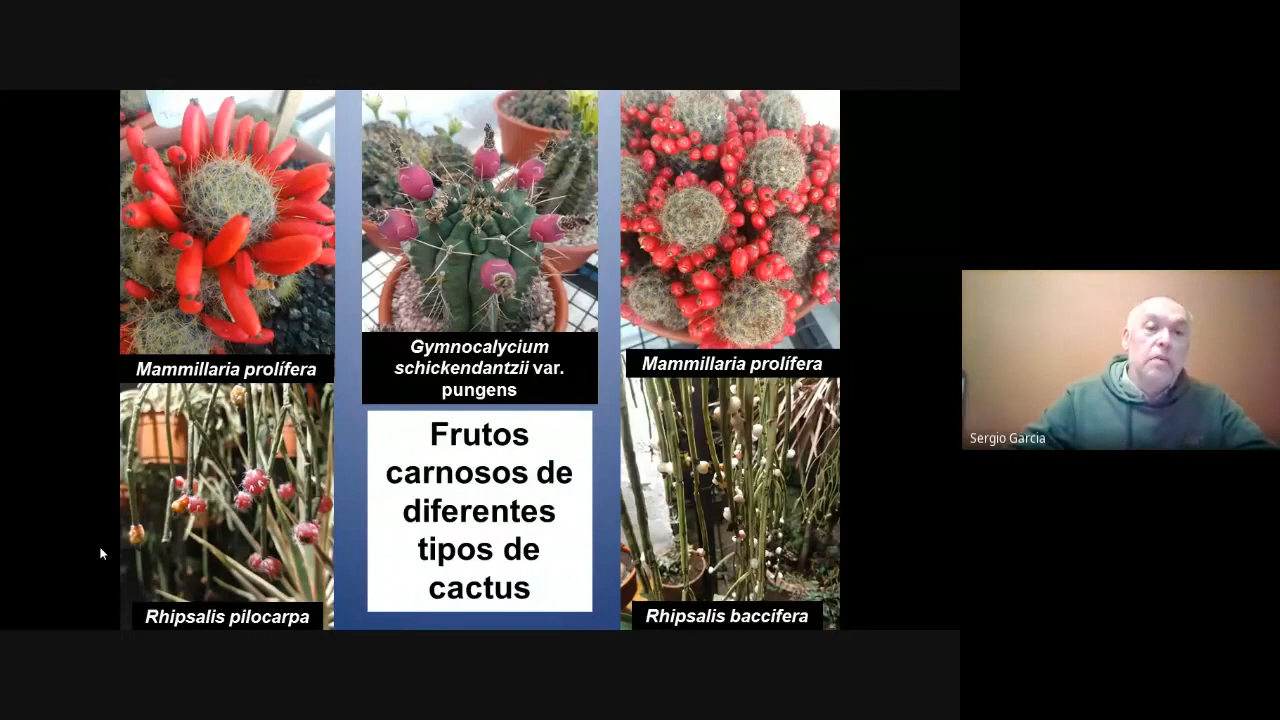 Mammillaria prolífera
Gymnocalycium
schickendantzii var.
pungens
Mammillaria prolífera
Frutos
carnosos de
diferentes
tipos de
cactus
Rhipsalis pilocarpa
Rhipsalis baccifera
Sergio Garcia